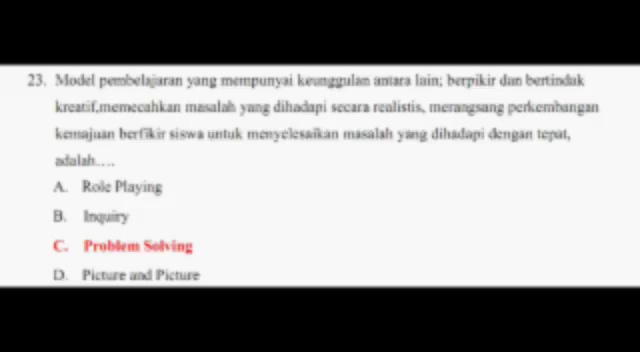 23. Model pembelajaran yang mempunyai keunggulan antara lain; berpikir dan bertindak
kreatif,memecahkan masalah yang dihadapi secara realistis, merangsang perkembangan
kemajuan berfikir siswa untuk menyelesaikan masalah yang dihadapi dengan tepat,
adalah….
A. Role Playing
B. Inquiry
C. Problem Solving
D. Picture and Picture